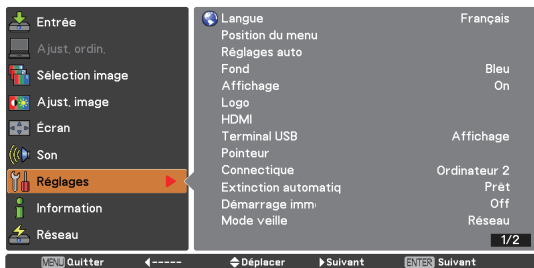 Entrée
Ajust. ordin.
Sélection image
Ajust. image
Écran
Son
Réglages
Information
Réseau
Langue Français
Position du menu
Réglages auto
Fond Bleu
Affichage On
Logo
HDMI
Terminal USB Affichage
Pointeur
Connectique Ordinateur 2
Extinction automatiq Prêt
Démarrage imm Off
Mode veille Réseau
1/2
MENU Quitter ◀----- Déplacer ▶Suivant ENTER Suivant